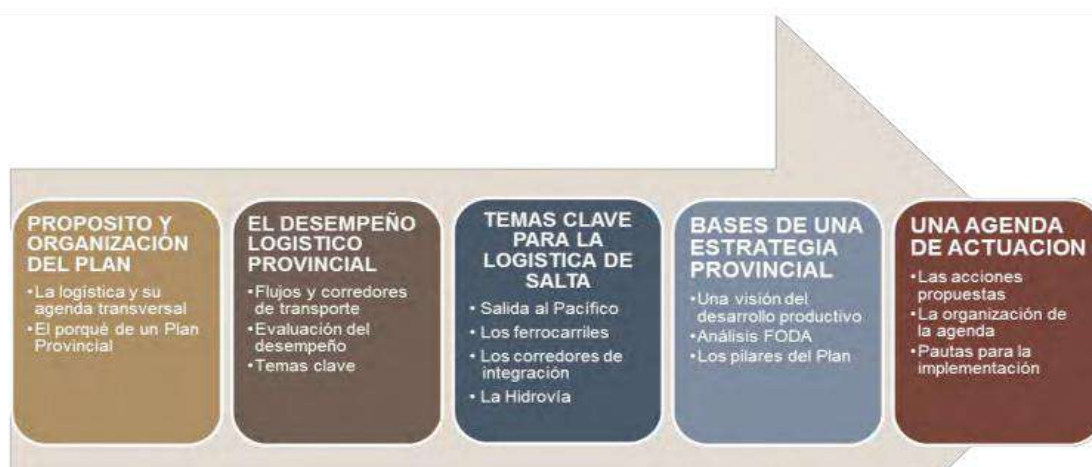 PROPOSITO Y
ORGANIZACIÓN
DEL PLAN
•La logística y su
agenda transversal
•El porqué de un Plan
Provincial
EL DESEMPEÑO
LOGISTICO
PROVINCIAL
•Flujos y corredores
de transporte
•Evaluación del
desempeño
•Temas clave
TEMAS CLAVE
PARA LA
LOGISTICA DE
SALTA
•Salida al Pacífico
•Los ferrocarriles
•Los corredores de
integración
•La Hidrovía
BASES DE UNA
ESTRATEGIA
PROVINCIAL
•Una visión del
desarrollo productivo
•Análisis FODA
•Los pilares del Plan
UNA AGENDA
DE ACTUACION
•Las acciones
propuestas
•La organización de
la agenda
•Pautas para la
implementación